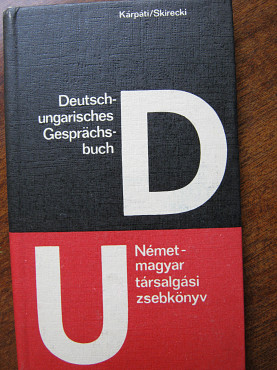 Kárpáti/Skirecki
Deutsch-
ungarisches
Gesprächs-
buch
D
U
Német-
magyar
társalgási
zsebkönyv